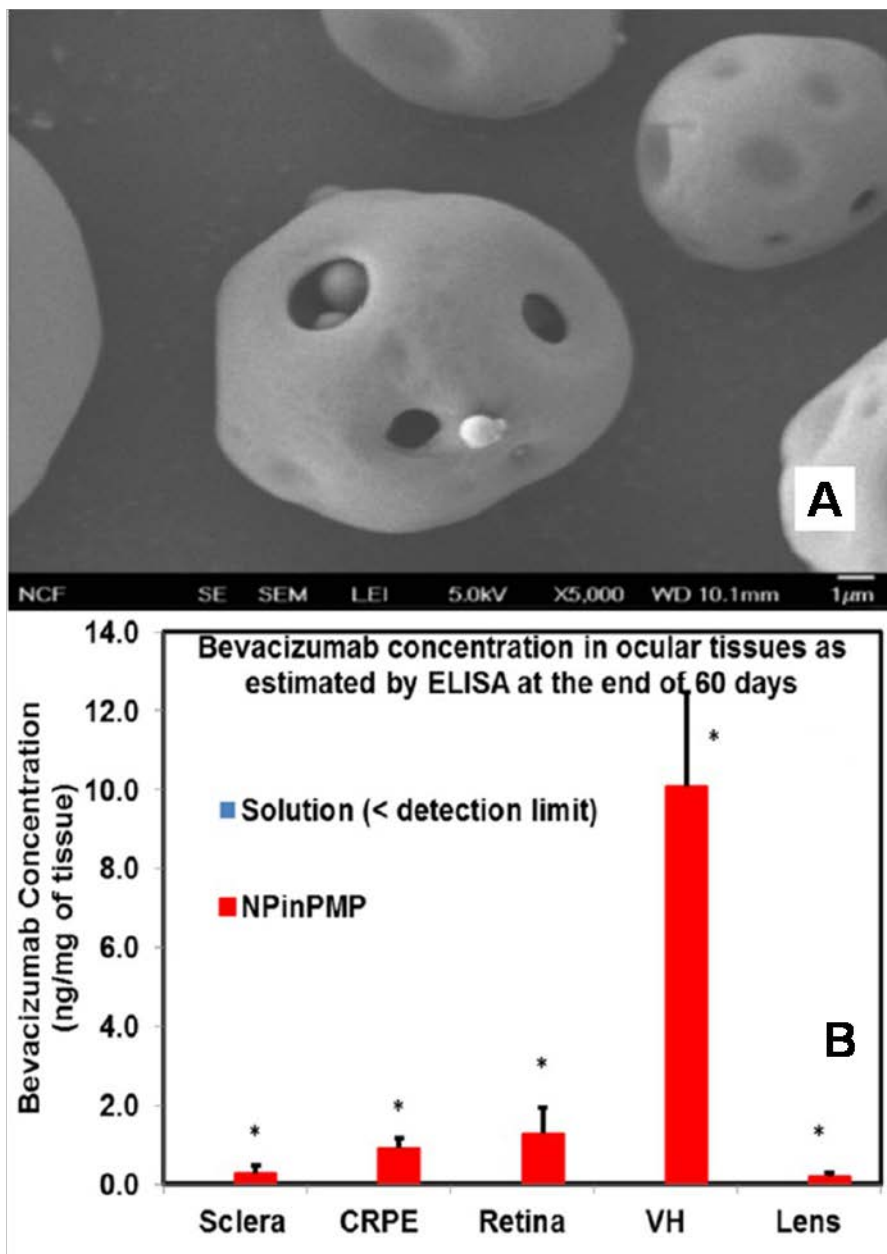 A
NCF SE SEM LEI 5.0kV X5,000 WD 10.1mm 1µm
Bevacizumab concentration in ocular tissues as
estimated by ELISA at the end of 60 days
Bevacizumab Concentration
(ng/mg of tissue)
14.0
12.0
10.0
8.0
6.0
4.0
2.0
0.0
Solution (< detection limit)
NPinPMP
*
*
*
*
*
B
Sclera CRPE Retina VH Lens